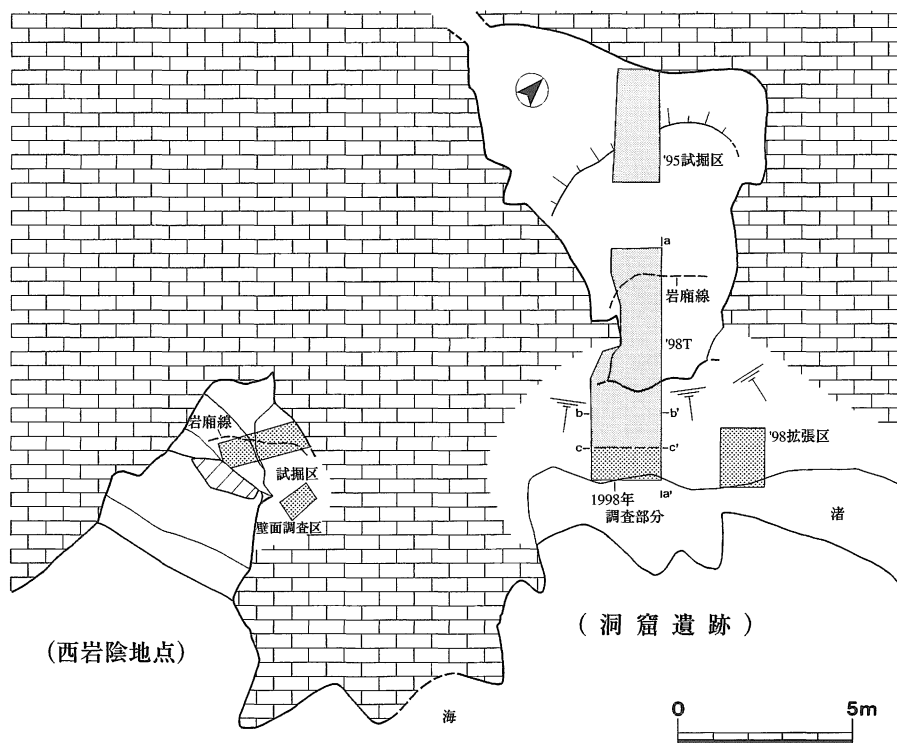 '95試掘区
a
岩廂線
'98T
b
b'
c
c'
'98拡張区
a'
1998年
調査部分
渚
岩廂線
試掘区
壁面調査区
(洞窟遺跡)
(西岩陰地点)
海
0
5m